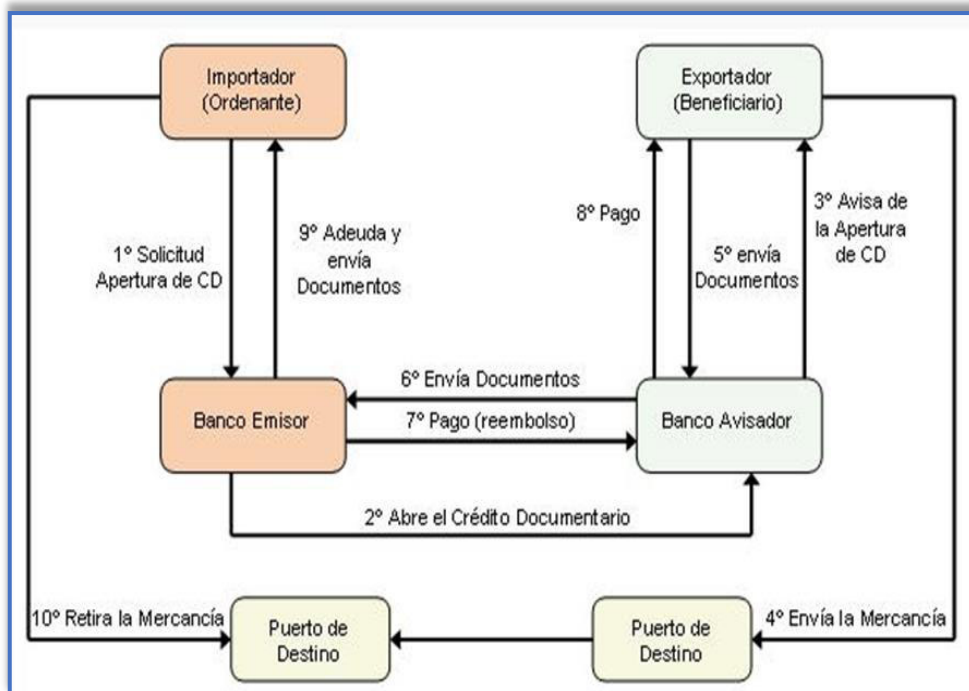 Importador
(Ordenante)
Exportador
(Beneficiario)
1º Solicitud
Apertura de CD
9º Adeuda y
envía
Documentos
8º Pago
5º envía
Documentos
3º Avisa de
la Apertura
de CD
Banco Emisor
6º Envía Documentos
7º Pago (reembolso)
Banco Avisador
2º Abre el Crédito Documentario
10º Retira la Mercancía
Puerto de
Destino
Puerto de
Destino
4º Envía la Mercancía